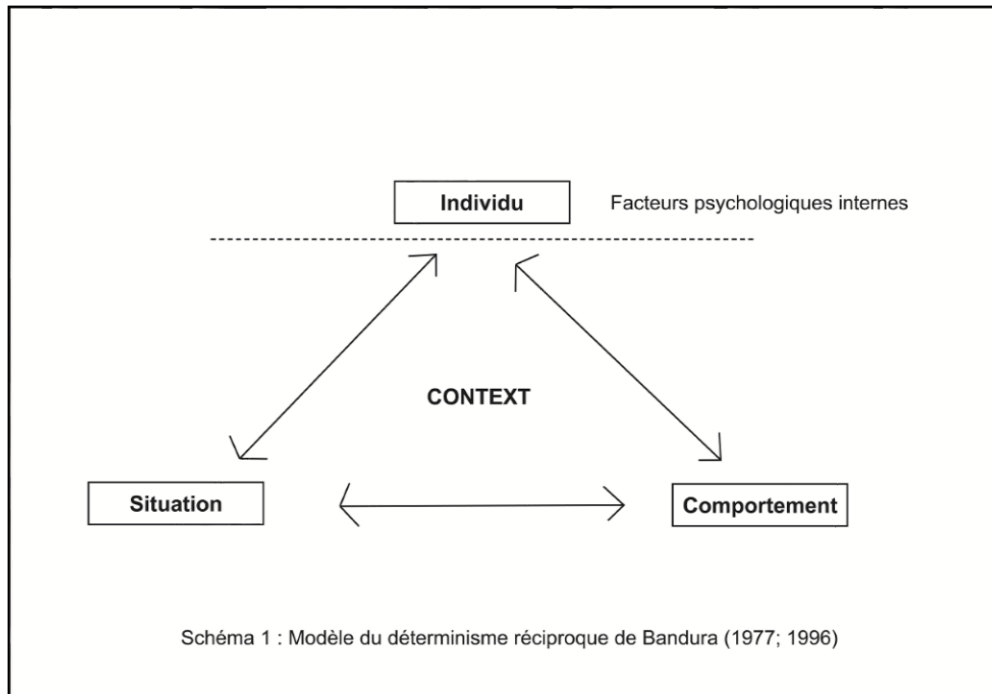 Individu
Facteurs psychologiques internes
CONTEXT
Situation
Comportement
Schéma 1 : Modèle du déterminisme réciproque de Bandura (1977; 1996)